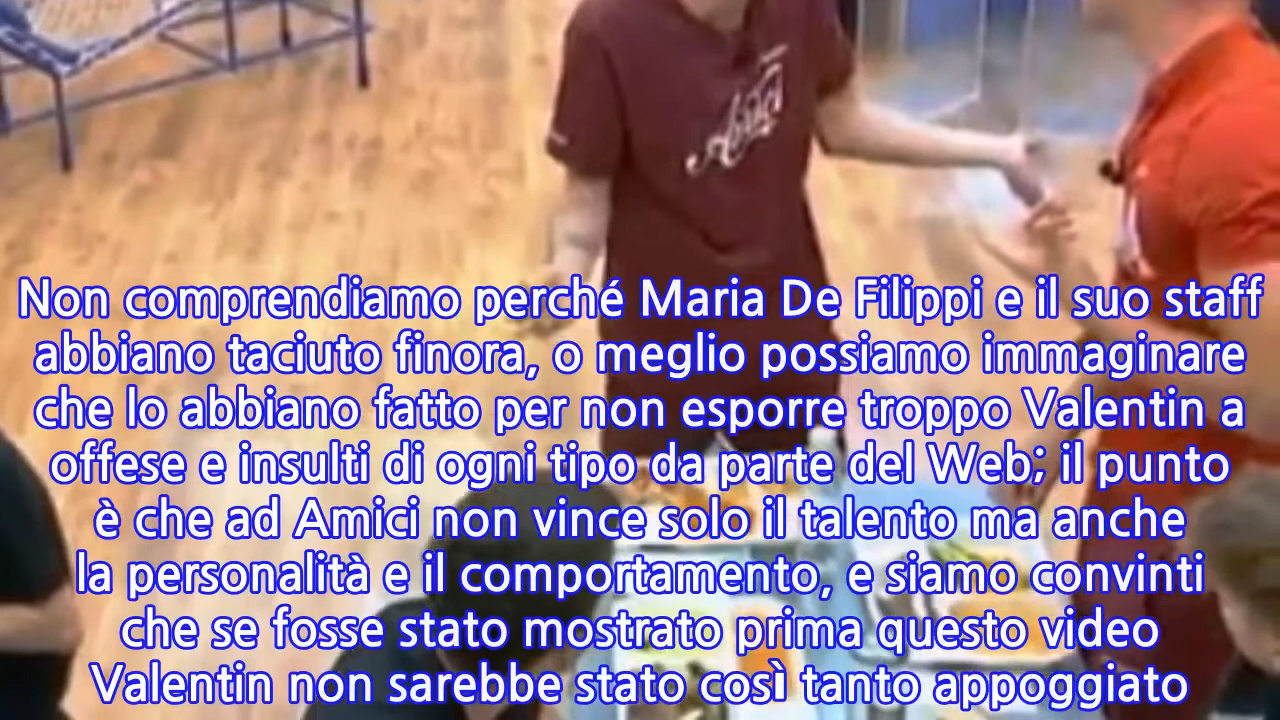 Amici
Non comprendiamo perché Maria De Filippi e il suo staff
abbiano taciuto finora, o meglio possiamo immaginare
che lo abbiano fatto per non esporre troppo Valentin a
offese e insulti di ogni tipo da parte del Web; il punto
è che ad Amici non vince solo il talento ma anche
la personalità e il comportamento, e siamo convinti
che se fosse stato mostrato prima questo video
Valentin non sarebbe stato così tanto appoggiato